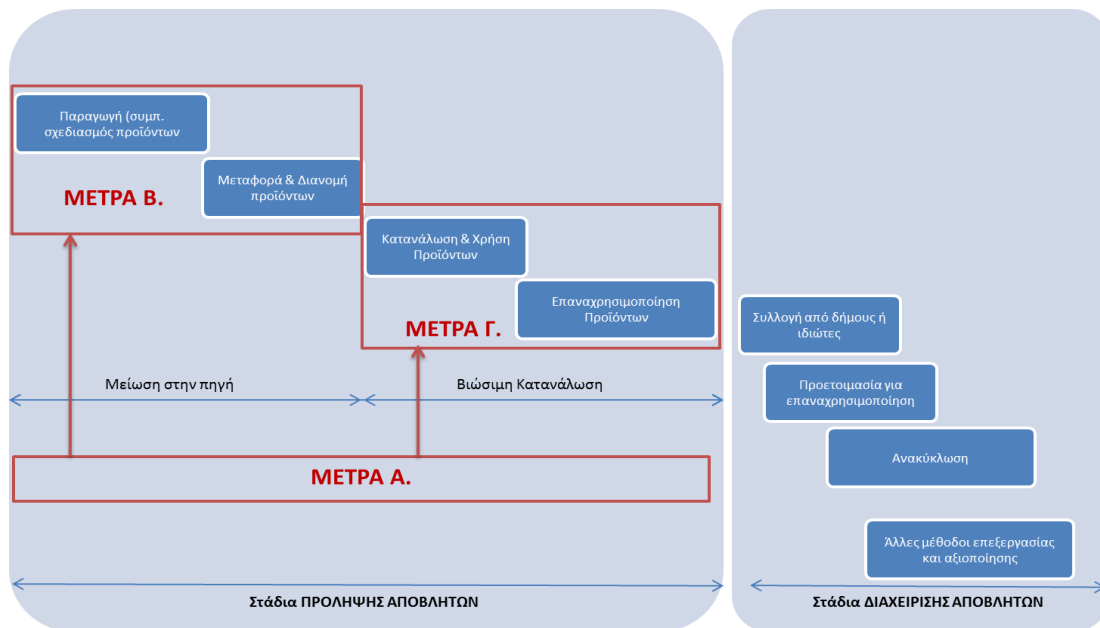 Παραγωγή (συμπ.
σχεδιασμός προϊόντων
Μεταφορά & Διανομή
προϊόντων
ΜΕΤΡΑ Β.
Κατανάλωση & Χρήση
Προϊόντων
Επαναχρησιμοποίηση
Προϊόντων
ΜΕΤΡΑ Γ.
Μείωση στην πηγή
Βιώσιμη Κατανάλωση
ΜΕΤΡΑ Α.
Στάδια ΠΡΟΛΗΨΗΣ ΑΠΟΒΛΗΤΩΝ
Συλλογή από δήμους ή
ιδιώτες
Προετοιμασία για
επαναχρησιμοποίηση
Ανακύκλωση
Άλλες μέθοδοι επεξεργασίας
και αξιοποίησης
Στάδια ΔΙΑΧΕΙΡΙΣΗΣ ΑΠΟΒΛΗΤΩΝ